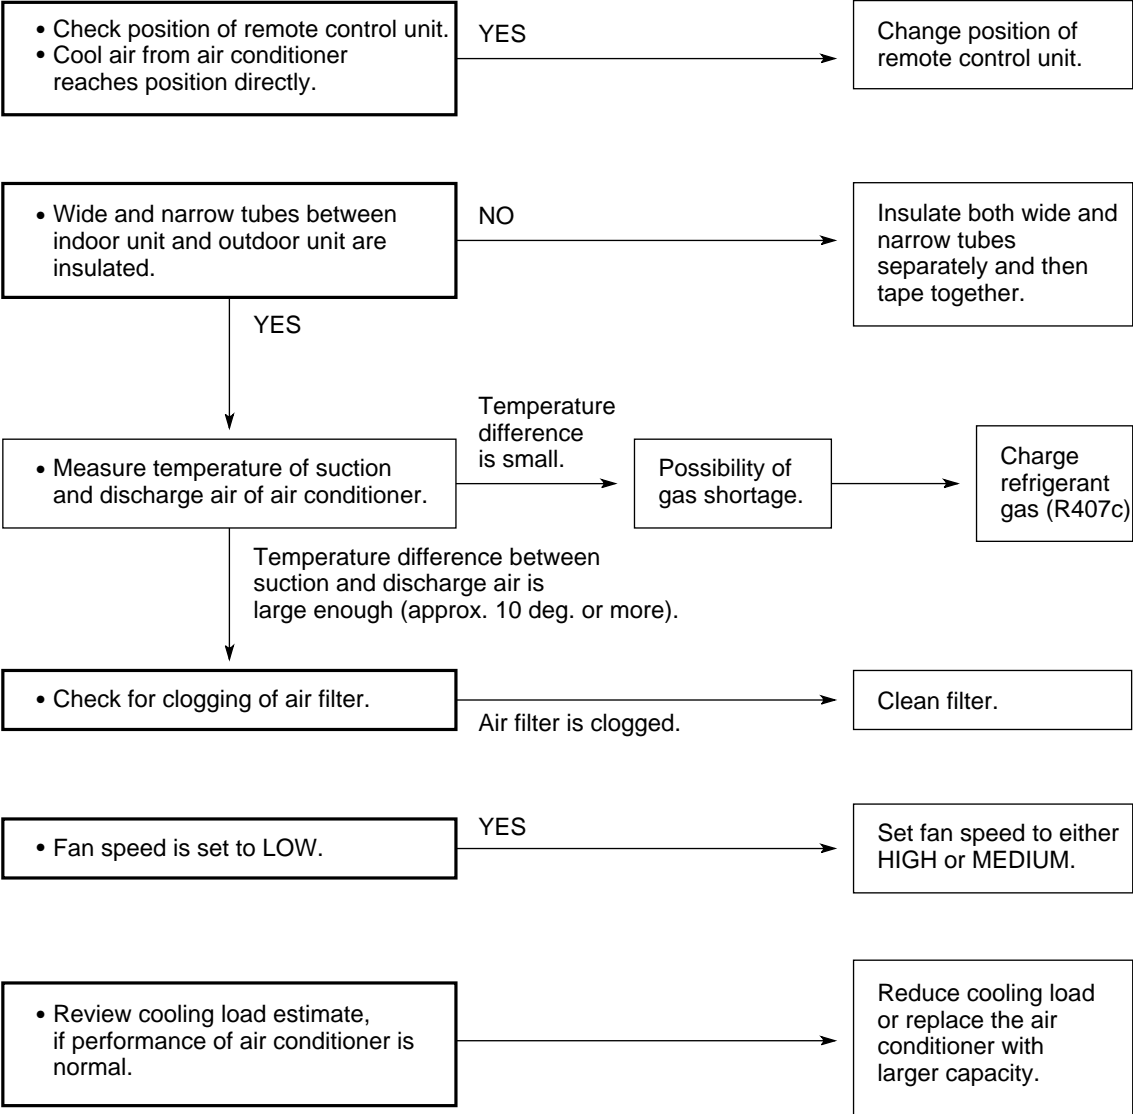 • Check position of remote control unit.
• Cool air from air conditioner
reaches position directly.
YES
Change position of
remote control unit.
• Wide and narrow tubes between
indoor unit and outdoor unit are
insulated.
NO
Insulate both wide and
narrow tubes
separately and then
tape together.
YES
• Measure temperature of suction
and discharge air of air conditioner.
Temperature
difference
is small.
Possibility of
gas shortage.
Charge
refrigerant
gas (R407c)
Temperature difference between
suction and discharge air is
large enough (approx. 10 deg. or more).
• Check for clogging of air filter.
Air filter is clogged.
Clean filter.
• Fan speed is set to LOW.
YES
Set fan speed to either
HIGH or MEDIUM.
• Review cooling load estimate,
if performance of air conditioner is
normal.
Reduce cooling load
or replace the air
conditioner with
larger capacity.